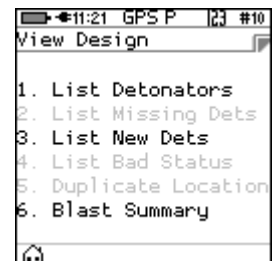 11:21 GPS P 123 #10
View Design
1. List Detonators
2. List Missing Dets
3. List New Dets
4. List Bad Status
5. Duplicate Location
6. Blast Summary